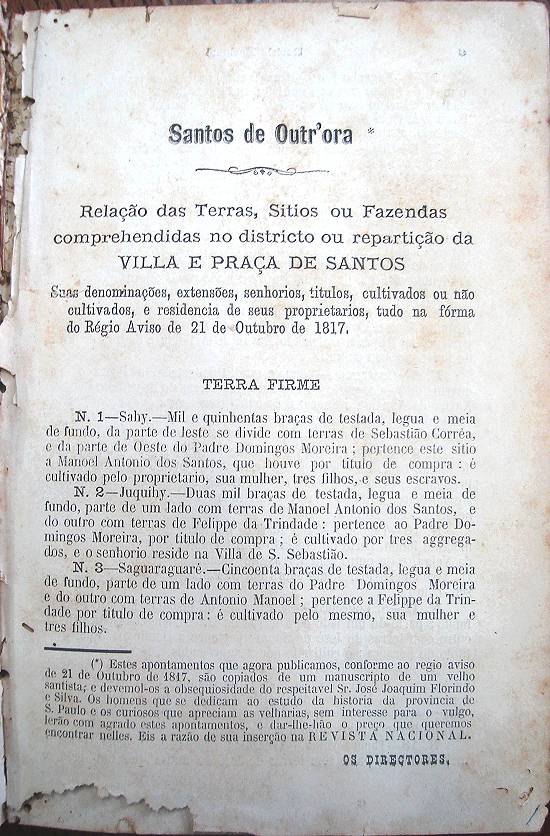 Santos de Outr'ora *
Relação das Terras, Sitios ou Fazendas
comprehendidas no districto ou repartição da
VILLA E PRAÇA DE SANTOS
Suas denominações, extensões, senhorios, titulos, cultivados ou não
cultivados, e residencia de seus proprietarios, tudo na fórma
do Régio Aviso de 21 de Outubro de 1817.
TERRA FIRME
N. 1—Sahy.—Mil e quinhentas braças de testada, legua e meia
de fundo, da parte de leste se divide com terras de Sebastião Corrêa,
e da parte de Oeste do Padre Domingos Moreira ; pertence este sitio
a Manoel Antonio dos Santos, que houve por titulo de compra : é
cultivado pelo proprietario, sua mulher, tres filhos, e seus escravos.
N. 2—Juquihy.—Duas mil braças de testada, legua e meia de
fundo, parte de um lado com terras de Manoel Antonio dos Santos, e
do outro com terras de Felippe da Trindade : pertence ao Padre Do-
mingos Moreira, por titulo de compra ; é cultivado por tres aggrega-
dos, e o senhorio reside na Villa de S. Sebastião.
N. 3—Saguaraguaré.—Cincoenta braças de testada, legua e meia
de fundo, parte de um lado com terras do Padre Domingos Moreira
e do outro com terras de Antonio Manoel ; pertence a Felippe da Trin-
dade por titulo de compra : é cultivado pelo mesmo, sua mulher e
tres filhos.
(*) Estes apontamentos que agora publicamos, conforme ao regio aviso
de 21 de Outubro de 1817, são copiados de um manuscripto de um velho
santista; e devemol-os a obsequiosidade do respeitavel Sr. José Joaquim Florindo
e Silva. Os homens que se dedicam ao estudo da historia da provincia de
S. Paulo e os curiosos que apreciam as velharias, sem interesse para o vulgo,
lerão com agrado estes apontamentos, e dar-lhe-hão o preço que queremos
encontrar nelles. Eis a razão de sua inserção na REVISTA NACIONAL.
OS DIRECTORES.